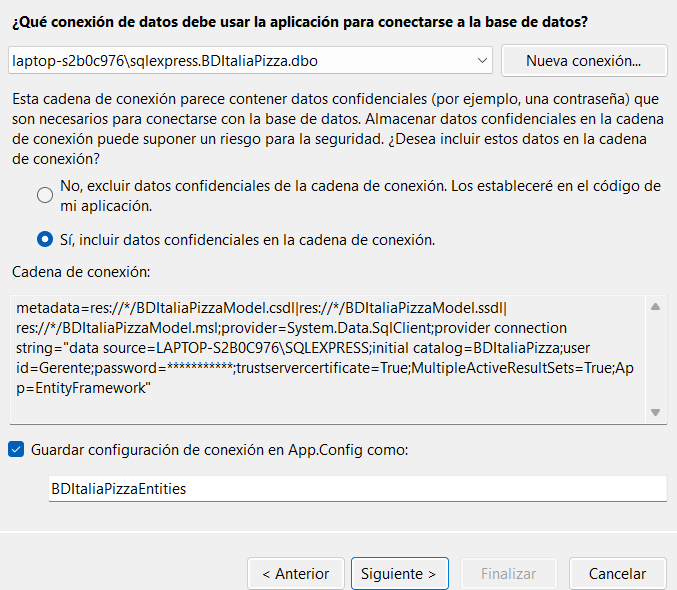 ¿Qué conexión de datos debe usar la aplicación para conectarse a la base de datos?
laptop-s2b0c976\sqlexpress.BDItaliaPizza.dbo
Nueva conexión...
Esta cadena de conexión parece contener datos confidenciales (por ejemplo, una contraseña) que
son necesarios para conectarse con la base de datos. Almacenar datos confidenciales en la cadena
de conexión puede suponer un riesgo para la seguridad. ¿Desea incluir estos datos en la cadena
de conexión?
No, excluir datos confidenciales de la cadena de conexión. Los estableceré en el código de
mi aplicación.
Sí, incluir datos confidenciales en la cadena de conexión.
Cadena de conexión:
metadata=res://*/BDItaliaPizzaModel.csdl|res://*/BDItaliaPizzaModel.ssdl|
res://*/BDItaliaPizzaModel.msl;provider=System.Data.SqlClient;provider connection
string="data source=LAPTOP-S2B0C976\SQLEXPRESS;initial catalog=BDItaliaPizza;user
id=Gerente;password=***********;trustservercertificate=True;MultipleActiveResultSets=True;Ap
p=EntityFramework"
Guardar configuración de conexión en App.Config como:
BDItaliaPizzaEntities
< Anterior
Siguiente >
Finalizar
Cancelar